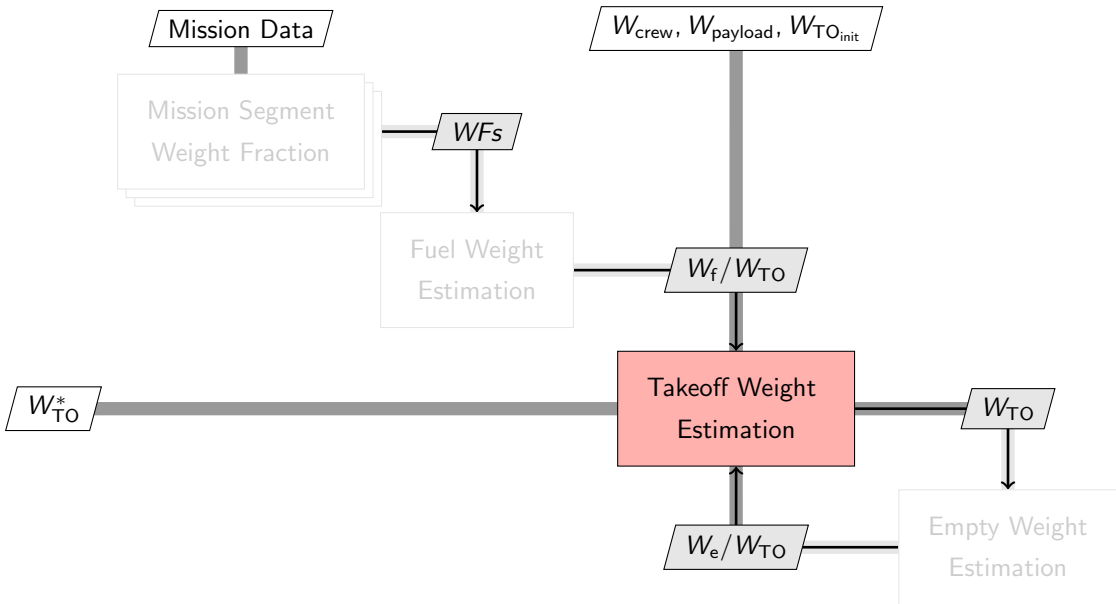 Mission Data
W_crew, W_payload, W_TO_init
Mission Segment
Weight Fraction
WFs
Fuel Weight
Estimation
W_f/W_TO
Takeoff Weight
Estimation
W*_TO
W_TO
W_e/W_TO
Empty Weight
Estimation